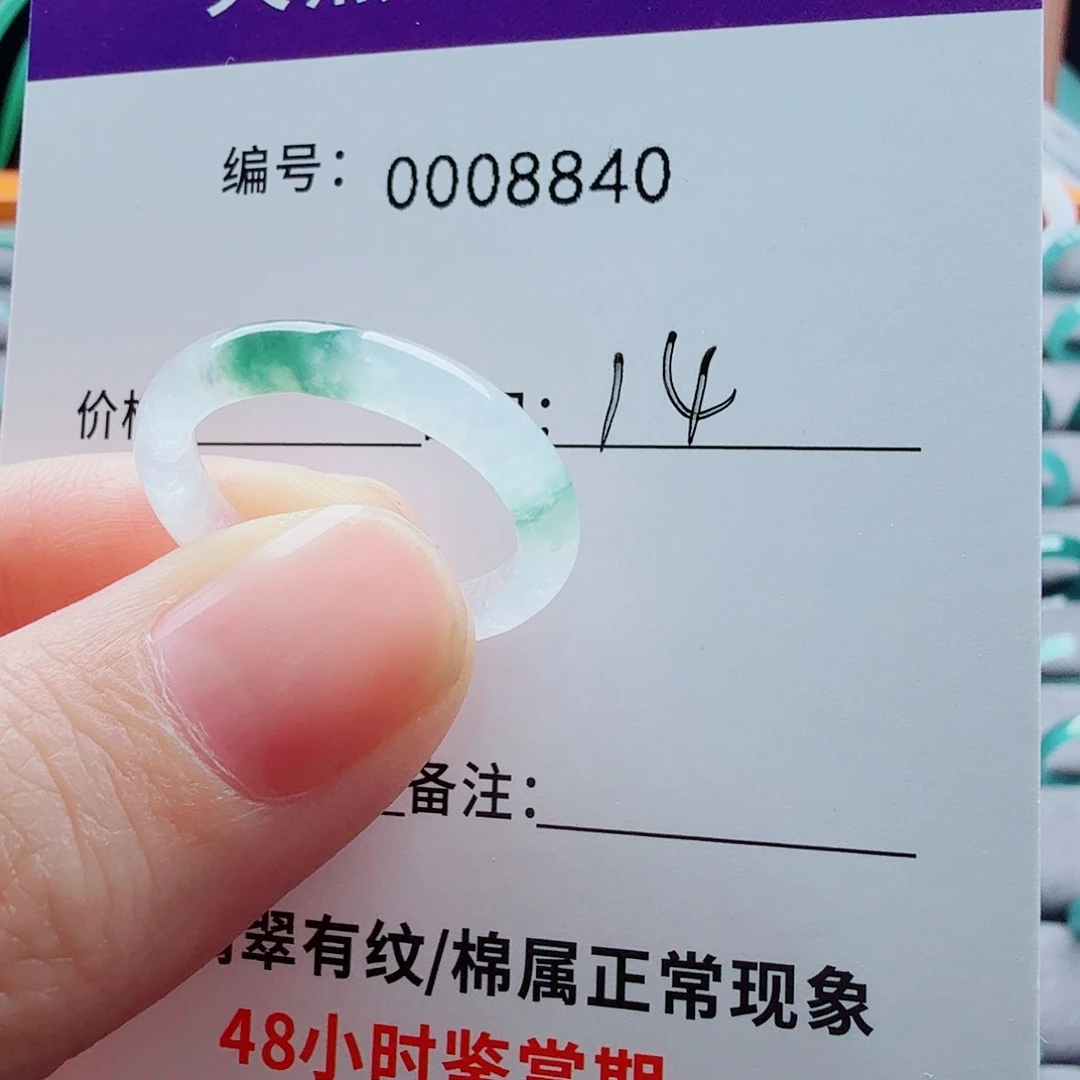 编号：0008840
价 ：14
备注：
翠有纹/棉属正常现象
48小时鉴赏期